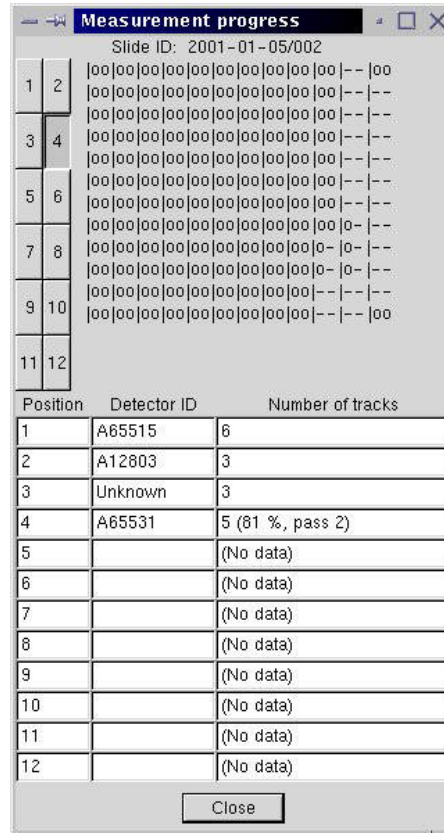 Measurement progress
Slide ID: 2001-01-05/002
|oo|oo|oo|oo|oo|oo|oo|oo|oo|oo|--|oo
|oo|oo|oo|oo|oo|oo|oo|oo|oo|oo|--|--
|oo|oo|oo|oo|oo|oo|oo|oo|oo|oo|--|--
|oo|oo|oo|oo|oo|oo|oo|oo|oo|oo|--|--
|oo|oo|oo|oo|oo|oo|oo|oo|oo|oo|--|--
|oo|oo|oo|oo|oo|oo|oo|oo|oo|oo|--|--
|oo|oo|oo|oo|oo|oo|oo|oo|oo|oo|--|--
|oo|oo|oo|oo|oo|oo|oo|oo|oo|oo|o-|--
|oo|oo|oo|oo|oo|oo|oo|oo|oo|o-|o-|--
|oo|oo|oo|oo|oo|oo|oo|oo|oo|o-|o-|--
|oo|oo|oo|oo|oo|oo|oo|oo|oo|--|--|--
|oo|oo|oo|oo|oo|oo|oo|oo|oo|--|--|oo
1 2
3 4
5 6
7 8
9 10
11 12
Position Detector ID Number of tracks
1 A65515 6
2 A12803 3
3 Unknown 3
4 A65531 5 (81 %, pass 2)
5 (No data)
6 (No data)
7 (No data)
8 (No data)
9 (No data)
10 (No data)
11 (No data)
12 (No data)
Close